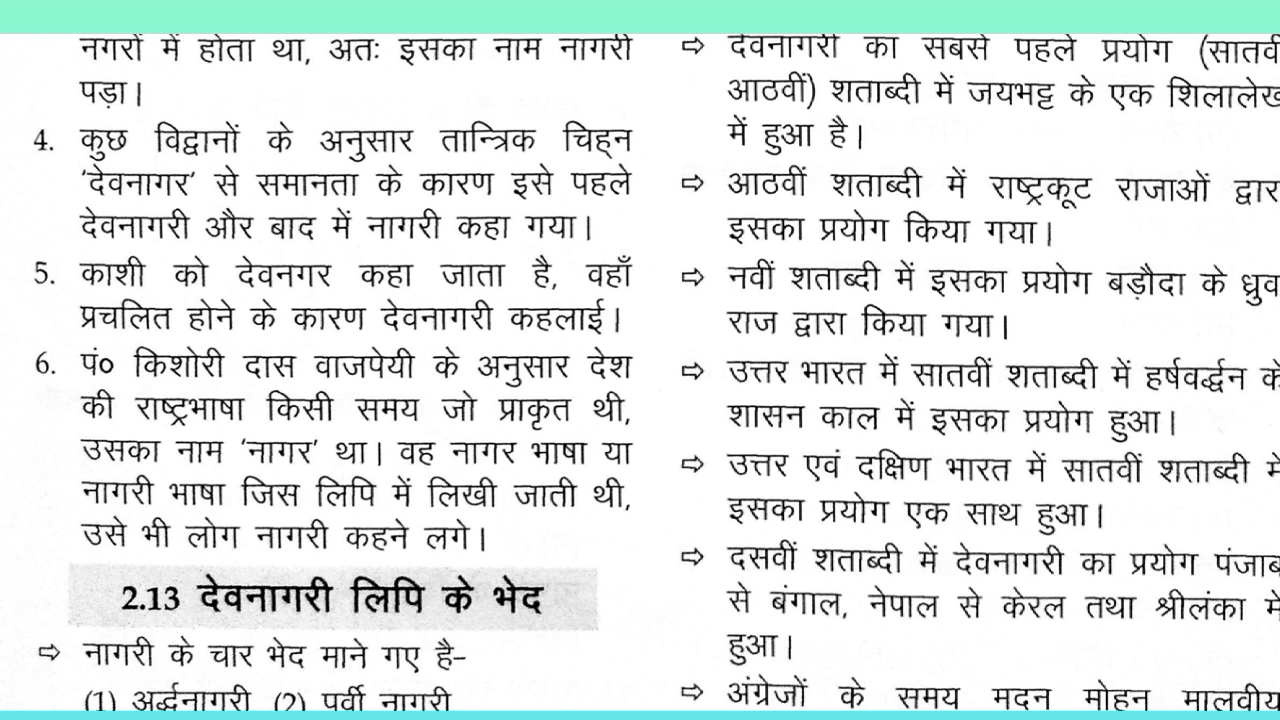 नगरों में होता था, अतः इसका नाम नागरी
पड़ा।
4. कुछ विद्वानों के अनुसार तान्त्रिक चिह्न
'देवनागर' से समानता के कारण इसे पहले
देवनागरी और बाद में नागरी कहा गया।
5. काशी को देवनगर कहा जाता है, वहाँ
प्रचलित होने के कारण देवनागरी कहलाई।
6. पं० किशोरी दास वाजपेयी के अनुसार देश
की राष्ट्रभाषा किसी समय जो प्राकृत थी,
उसका नाम 'नागर' था। वह नागर भाषा या
नागरी भाषा जिस लिपि में लिखी जाती थी,
उसे भी लोग नागरी कहने लगे।
2.13 देवनागरी लिपि के भेद
⇨ नागरी के चार भेद माने गए है-
(1) अर्द्धनागरी (2) पूर्वी नागरी
⇨ देवनागरी का सबसे पहले प्रयोग (सातवीं
आठवीं) शताब्दी में जयभट्ट के एक शिलालेख
में हुआ है।
⇨ आठवीं शताब्दी में राष्ट्रकूट राजाओं द्वारा
इसका प्रयोग किया गया।
⇨ नवीं शताब्दी में इसका प्रयोग बड़ौदा के ध्रुव
राज द्वारा किया गया।
⇨ उत्तर भारत में सातवीं शताब्दी में हर्षवर्द्धन के
शासन काल में इसका प्रयोग हुआ।
⇨ उत्तर एवं दक्षिण भारत में सातवीं शताब्दी में
इसका प्रयोग एक साथ हुआ।
⇨ दसवीं शताब्दी में देवनागरी का प्रयोग पंजाब
से बंगाल, नेपाल से केरल तथा श्रीलंका में
हुआ।
⇨ अंग्रेजों के समय मदन मोहन मालवीय